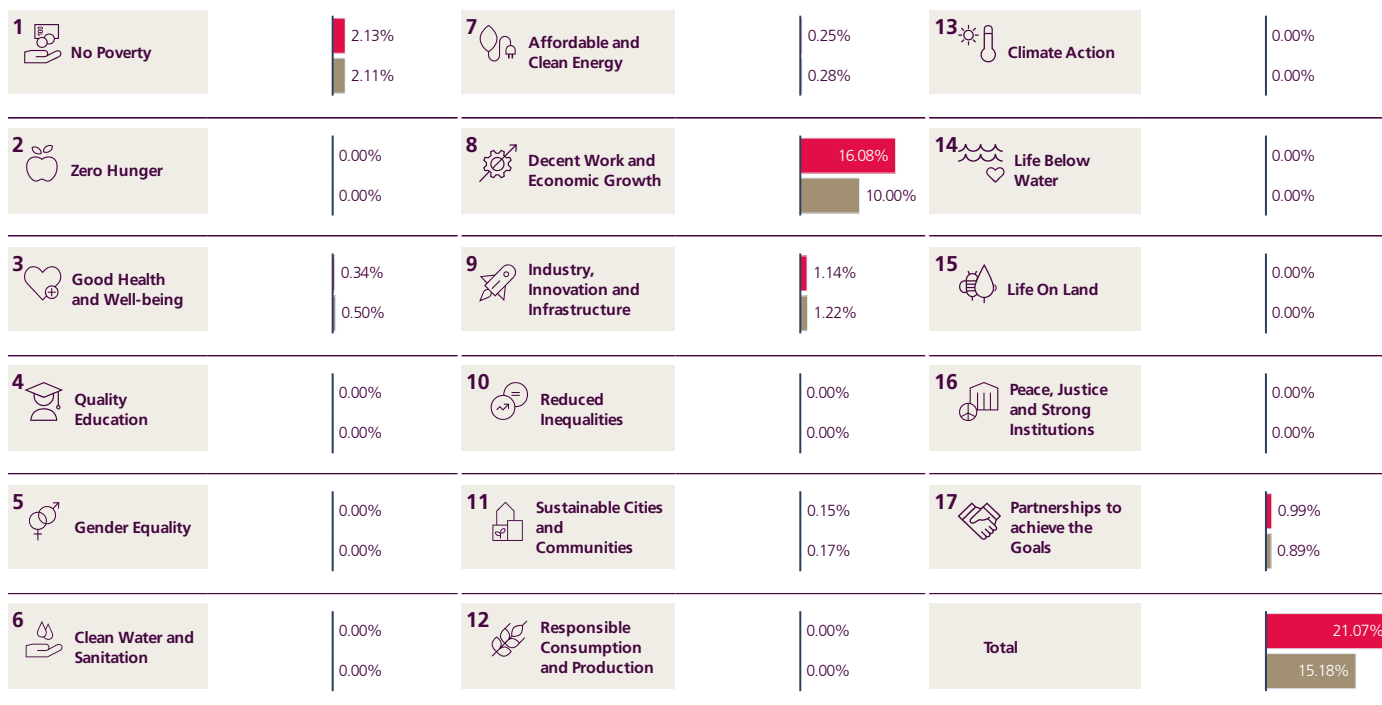 1
No Poverty
2.13%
2.11%
2
Zero Hunger
0.00%
0.00%
3
Good Health
and Well-being
0.34%
0.50%
4
Quality
Education
0.00%
0.00%
5
Gender Equality
0.00%
0.00%
6
Clean Water and
Sanitation
0.00%
0.00%
7
Affordable and
Clean Energy
0.25%
0.28%
8
Decent Work and
Economic Growth
16.08%
10.00%
9
Industry,
Innovation and
Infrastructure
1.14%
1.22%
10
Reduced
Inequalities
0.00%
0.00%
11
Sustainable Cities
and
Communities
0.15%
0.17%
12
Responsible
Consumption
and Production
0.00%
0.00%
13
Climate Action
0.00%
0.00%
14
Life Below
Water
0.00%
0.00%
15
Life On Land
0.00%
0.00%
16
Peace, Justice
and Strong
Institutions
0.00%
0.00%
17
Partnerships to
achieve the
Goals
0.99%
0.89%
Total
21.07%
15.18%